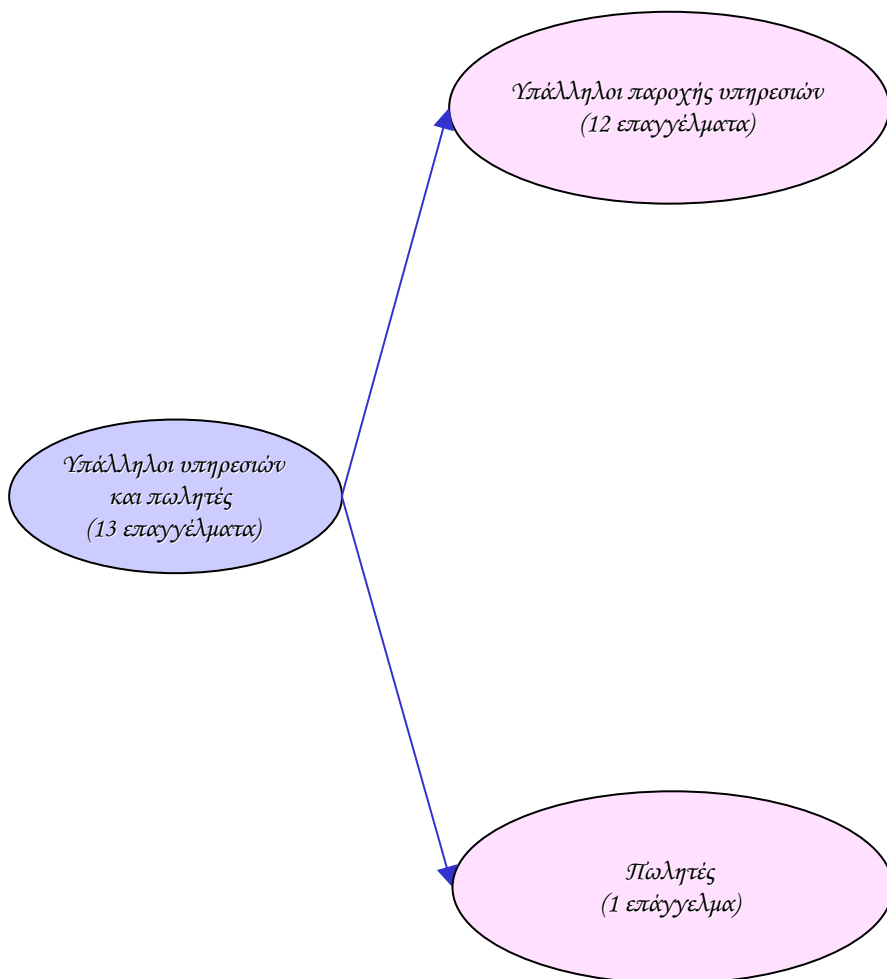 Υπάλληλοι παροχής υπηρεσιών
(12 επαγγέλματα)
Υπάλληλοι υπηρεσιών
και πωλητές
(13 επαγγέλματα)
Πωλητές
(1 επάγγελμα)